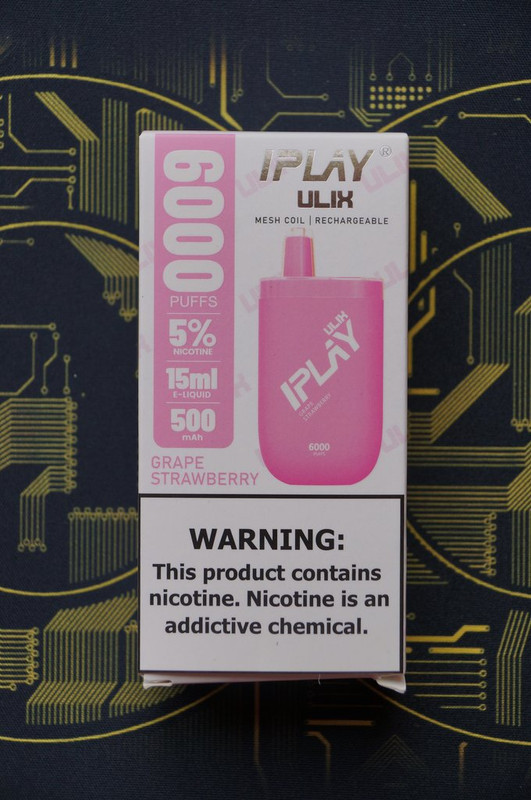 6000
PUFFS
5%
NICOTINE
15ml
E-LIQUID
500
mAh
IPLAY®
ULIX
MESH COIL | RECHARGEABLE
ULIX
IPLAY
GRAPE
STRAWBERRY
6000
PUFFS
GRAPE
STRAWBERRY
WARNING:
This product contains
nicotine. Nicotine is an
addictive chemical.